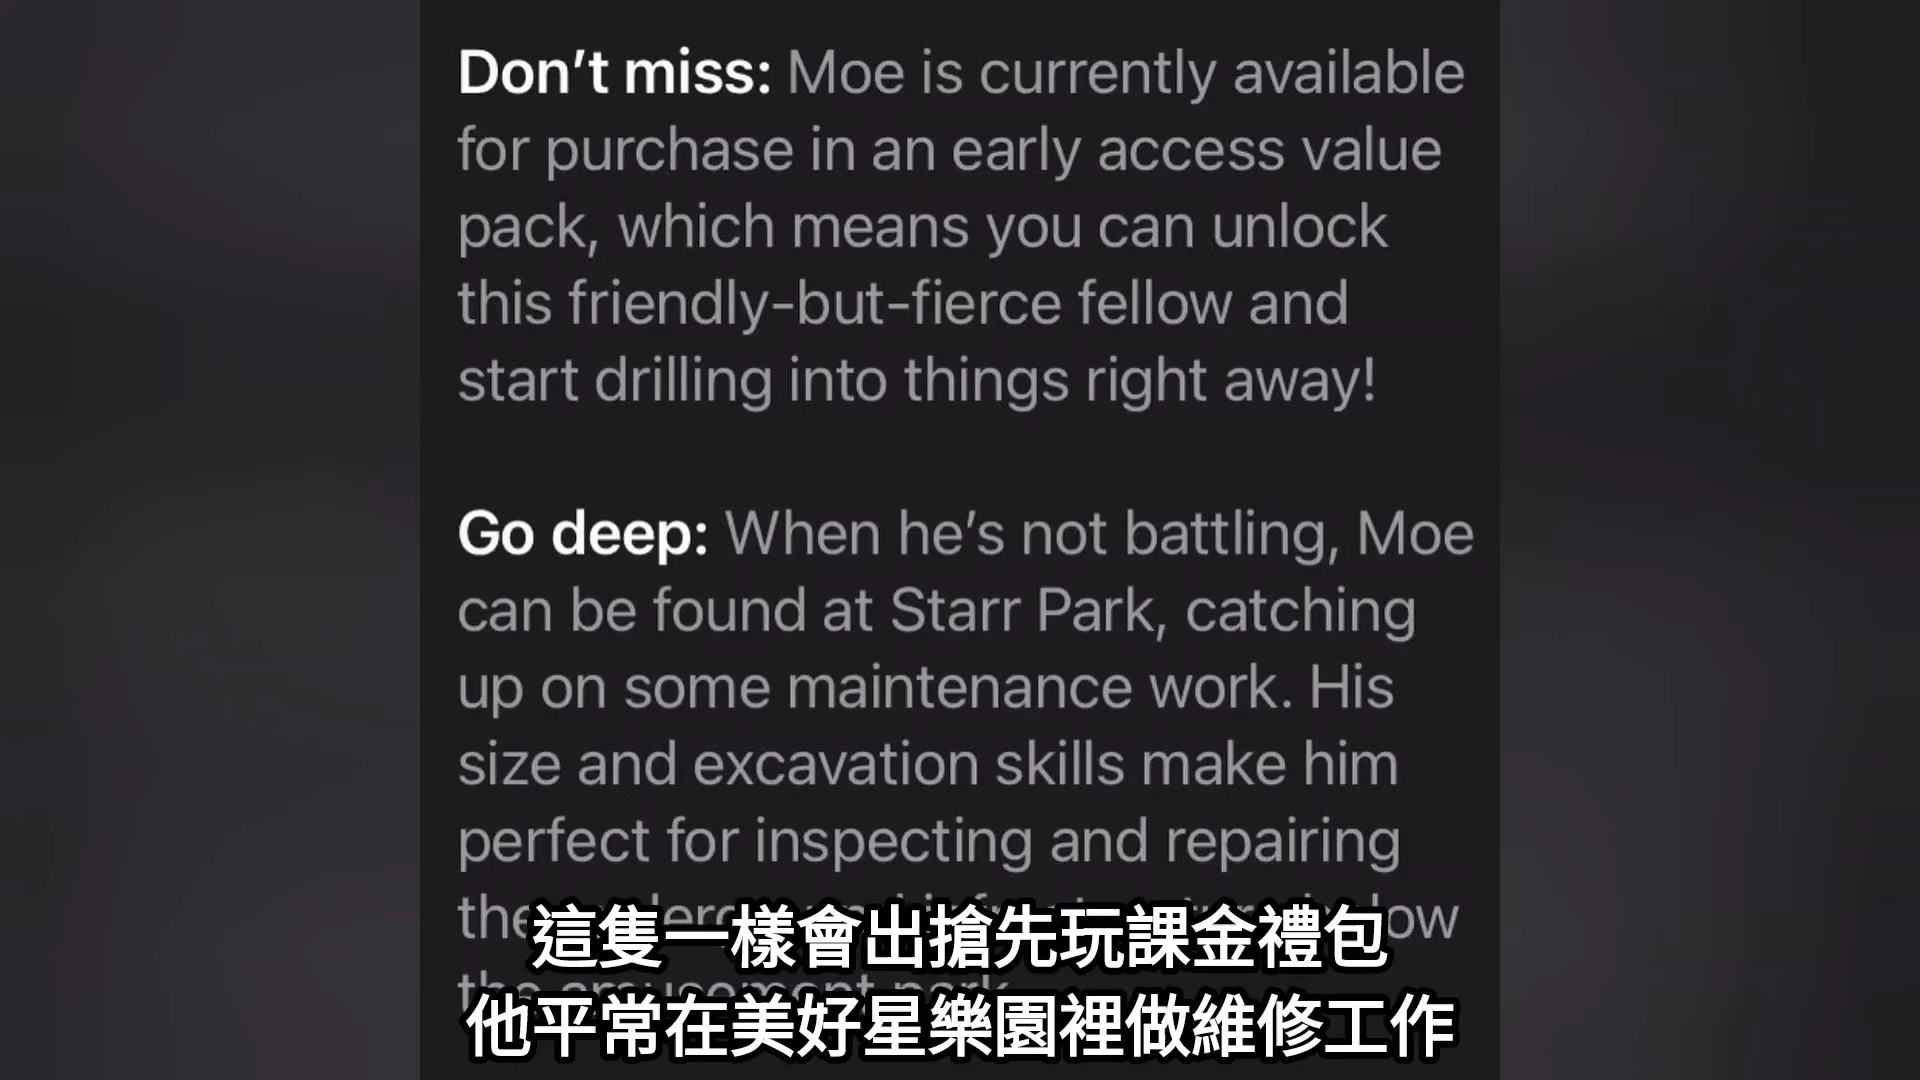 Don't miss: Moe is currently available
for purchase in an early access value
pack, which means you can unlock
this friendly-but-fierce fellow and
start drilling into things right away!
Go deep: When he's not battling, Moe
can be found at Starr Park, catching
up on some maintenance work. His
size and excavation skills make him
perfect for inspecting and repairing
the
the amusement park
這隻一樣會出搶先玩課金禮包
他平常在美好星樂園裡做維修工作